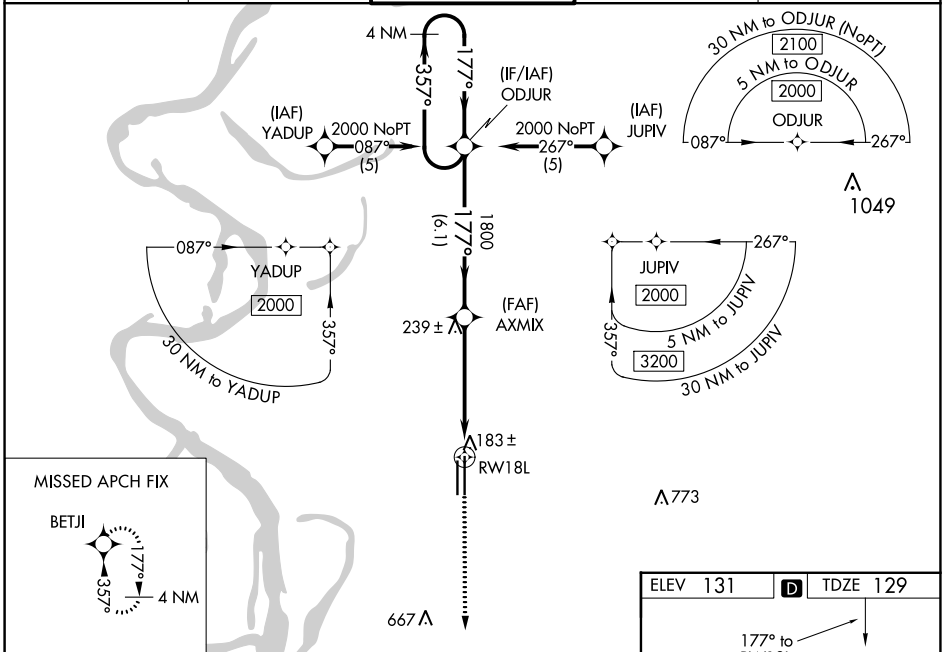 4 NM
177°
357°
(IF/IAF)
ODJUR
(IAF)
YADUP
2000 NoPT
087°
(5)
2000 NoPT
267°
(5)
(IAF)
JUPIV
30 NM to ODJUR (NoPT)
2100
5 NM to ODJUR
2000
ODJUR
087°
267°
1049
1800
177°
(6.1)
087°
YADUP
2000
357°
30 NM to YADUP
267°
JUPIV
2000
357°
5 NM to JUPIV
3200
30 NM to JUPIV
(FAF)
AXMIX
239 ±
183 ±
RW18L
773
667
MISSED APCH FIX
BETJI
177°
357°
4 NM
ELEV 131 D TDZE 129
177° to